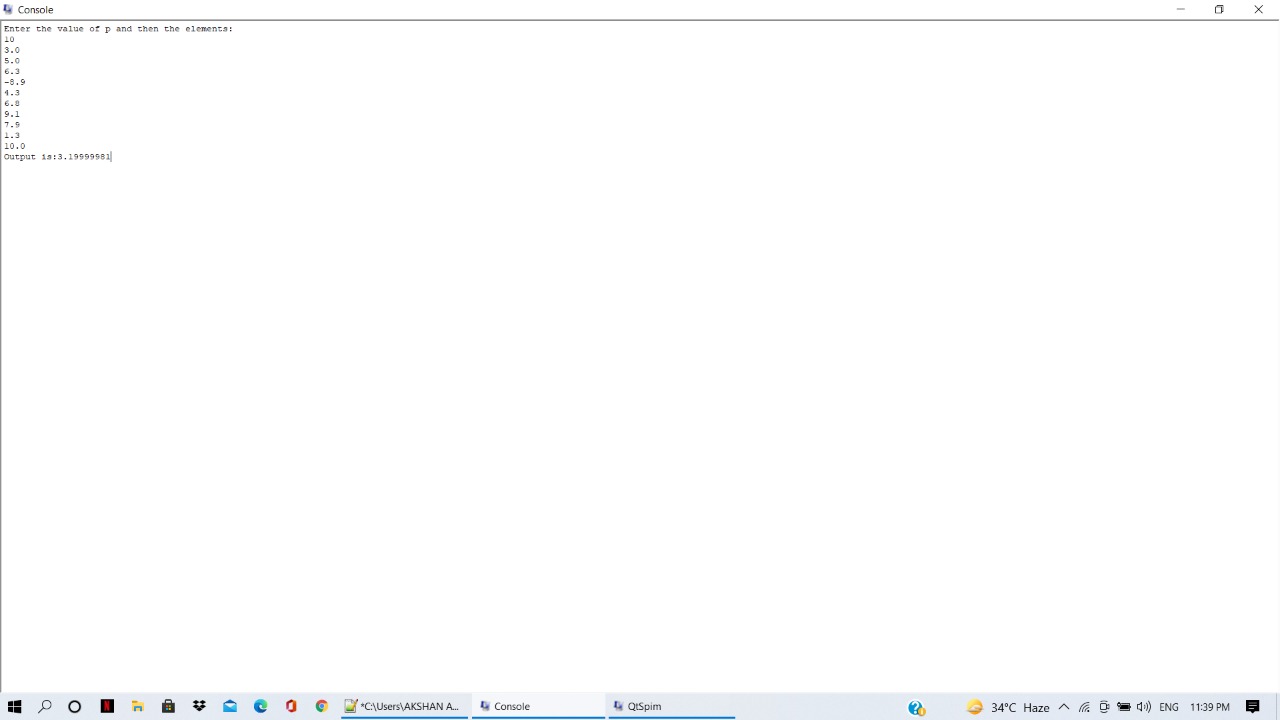 Console
Enter the value of p and then the elements:
10
3.0
5.0
6.3
-8.9
4.3
6.8
9.1
7.9
1.3
10.0
Output is:3.19999981
*C:\Users\AKSHAN A...
Console
QtSpim
34°C Haze
ENG
11:39 PM